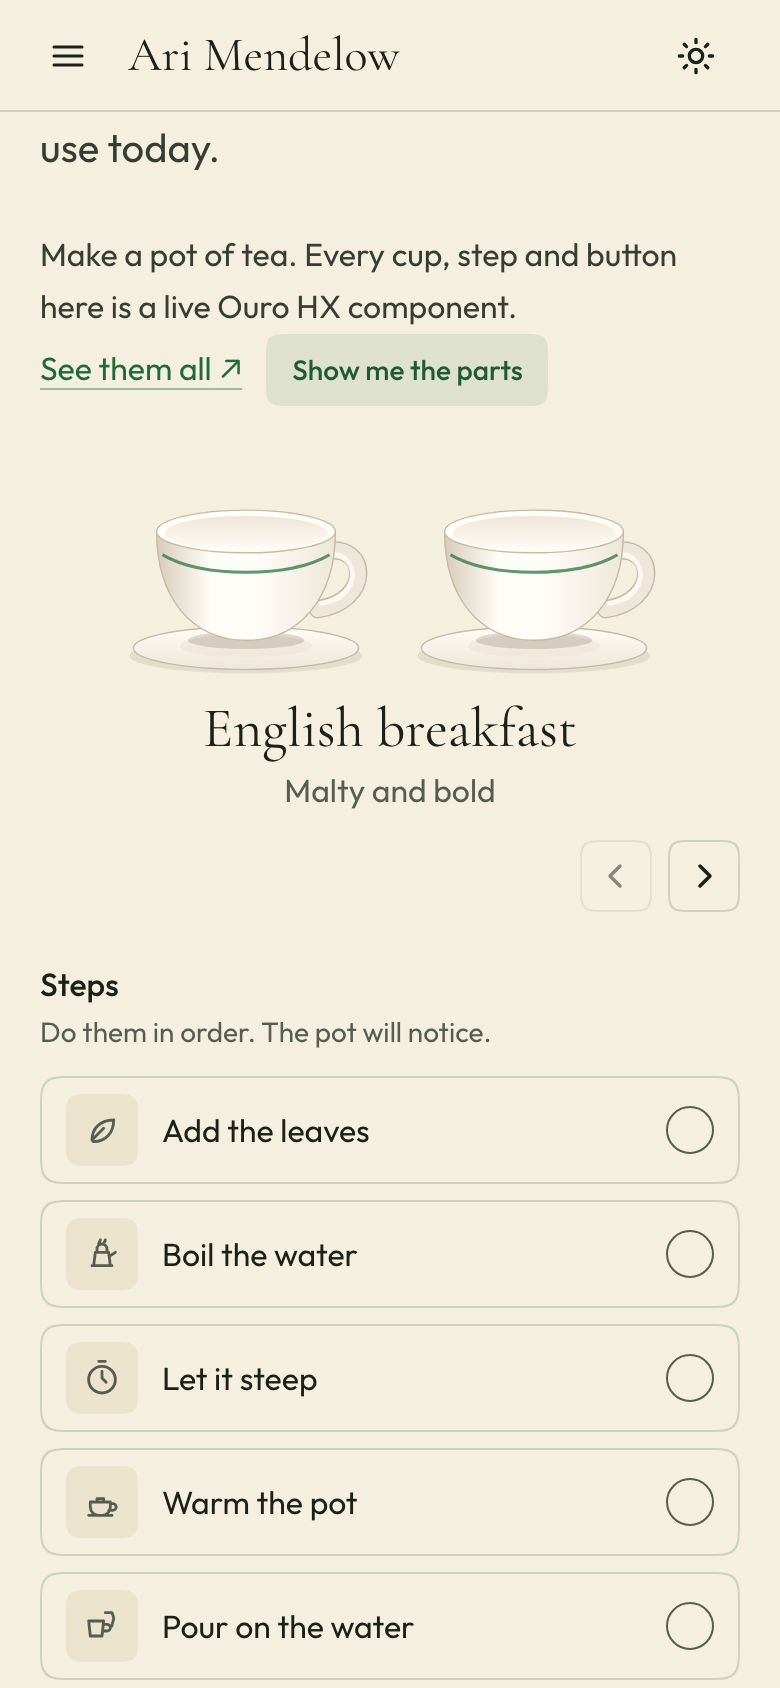 Ari Mendelow
use today.
Make a pot of tea. Every cup, step and button
here is a live Ouro HX component.
See them all ↗ Show me the parts
English breakfast
Malty and bold
Steps
Do them in order. The pot will notice.
Add the leaves
Boil the water
Let it steep
Warm the pot
Pour on the water